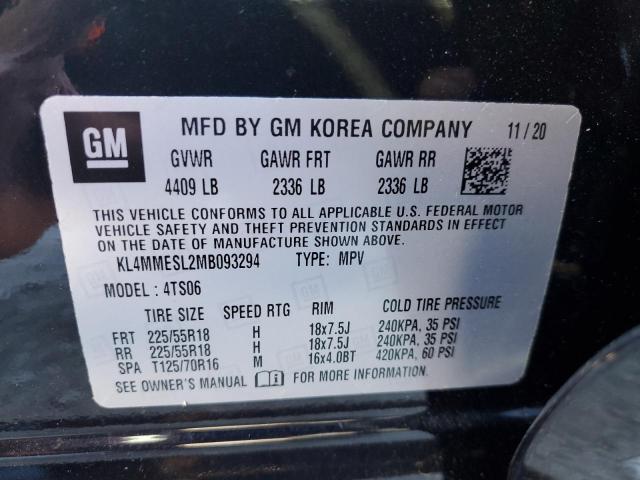 GM MFD BY GM KOREA COMPANY 11/20
GVWR GAWR FRT GAWR RR
4409 LB 2336 LB 2336 LB
THIS VEHICLE CONFORMS TO ALL APPLICABLE U.S. FEDERAL MOTOR
VEHICLE SAFETY AND THEFT PREVENTION STANDARDS IN EFFECT
ON THE DATE OF MANUFACTURE SHOWN ABOVE.
KL4MMESL2MB093294 TYPE: MPV
MODEL: 4TS06
TIRE SIZE SPEED RTG RIM COLD TIRE PRESSURE
FRT 225/55R18 H 18x7.5J 240KPA, 35 PSI
RR 225/55R18 H 18x7.5J 240KPA, 35 PSI
SPA T125/70R16 M 16x4.0BT 420KPA, 60 PSI
SEE OWNER'S MANUAL FOR MORE INFORMATION